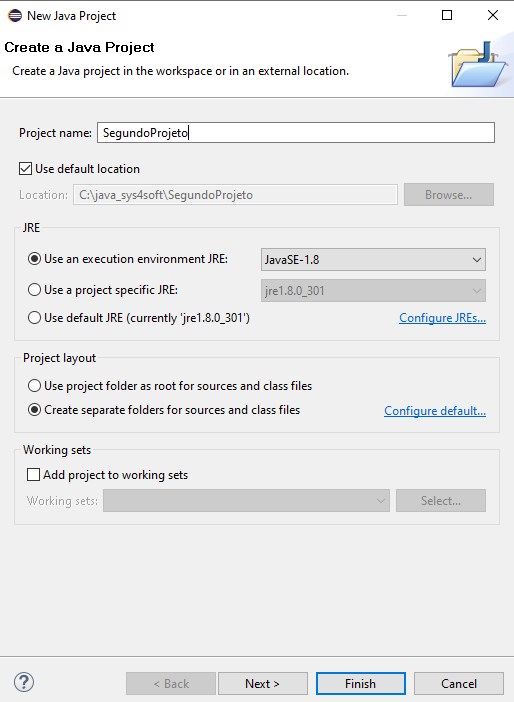 New Java Project
Create a Java Project
Create a Java project in the workspace or in an external location.
Project name: SegundoProjeto
Use default location
Location: C:\java_sys4soft\SegundoProjeto Browse...
JRE
Use an execution environment JRE: JavaSE-1.8
Use a project specific JRE: jre1.8.0_301
Use default JRE (currently 'jre1.8.0_301') Configure JREs...
Project layout
Use project folder as root for sources and class files
Create separate folders for sources and class files Configure default...
Working sets
Add project to working sets
Working sets: Select...
? < Back Next > Finish Cancel